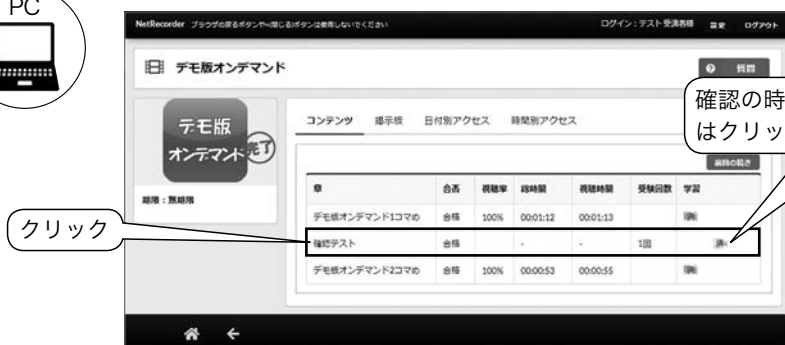 PC
NetRecorder ブラウザの戻るボタンや×(閉じる)ボタンは使用しないでください
ログイン：テスト受講者様 設定 ログアウト
デモ版オンデマンド
質問
確認の時
はクリッ
デモ版
オンデマンド
完了
期限：無期限
コンテンツ 掲示板 日付別アクセス 時間別アクセス
前回の続き
章 合否 視聴率 総時間 視聴時間 受験回数 学習
デモ版オンデマンド1コマめ 合格 100% 00:01:12 00:01:13
クリック
確認テスト 合格 - - 1回 済
デモ版オンデマンド2コマめ 合格 100% 00:00:53 00:00:55